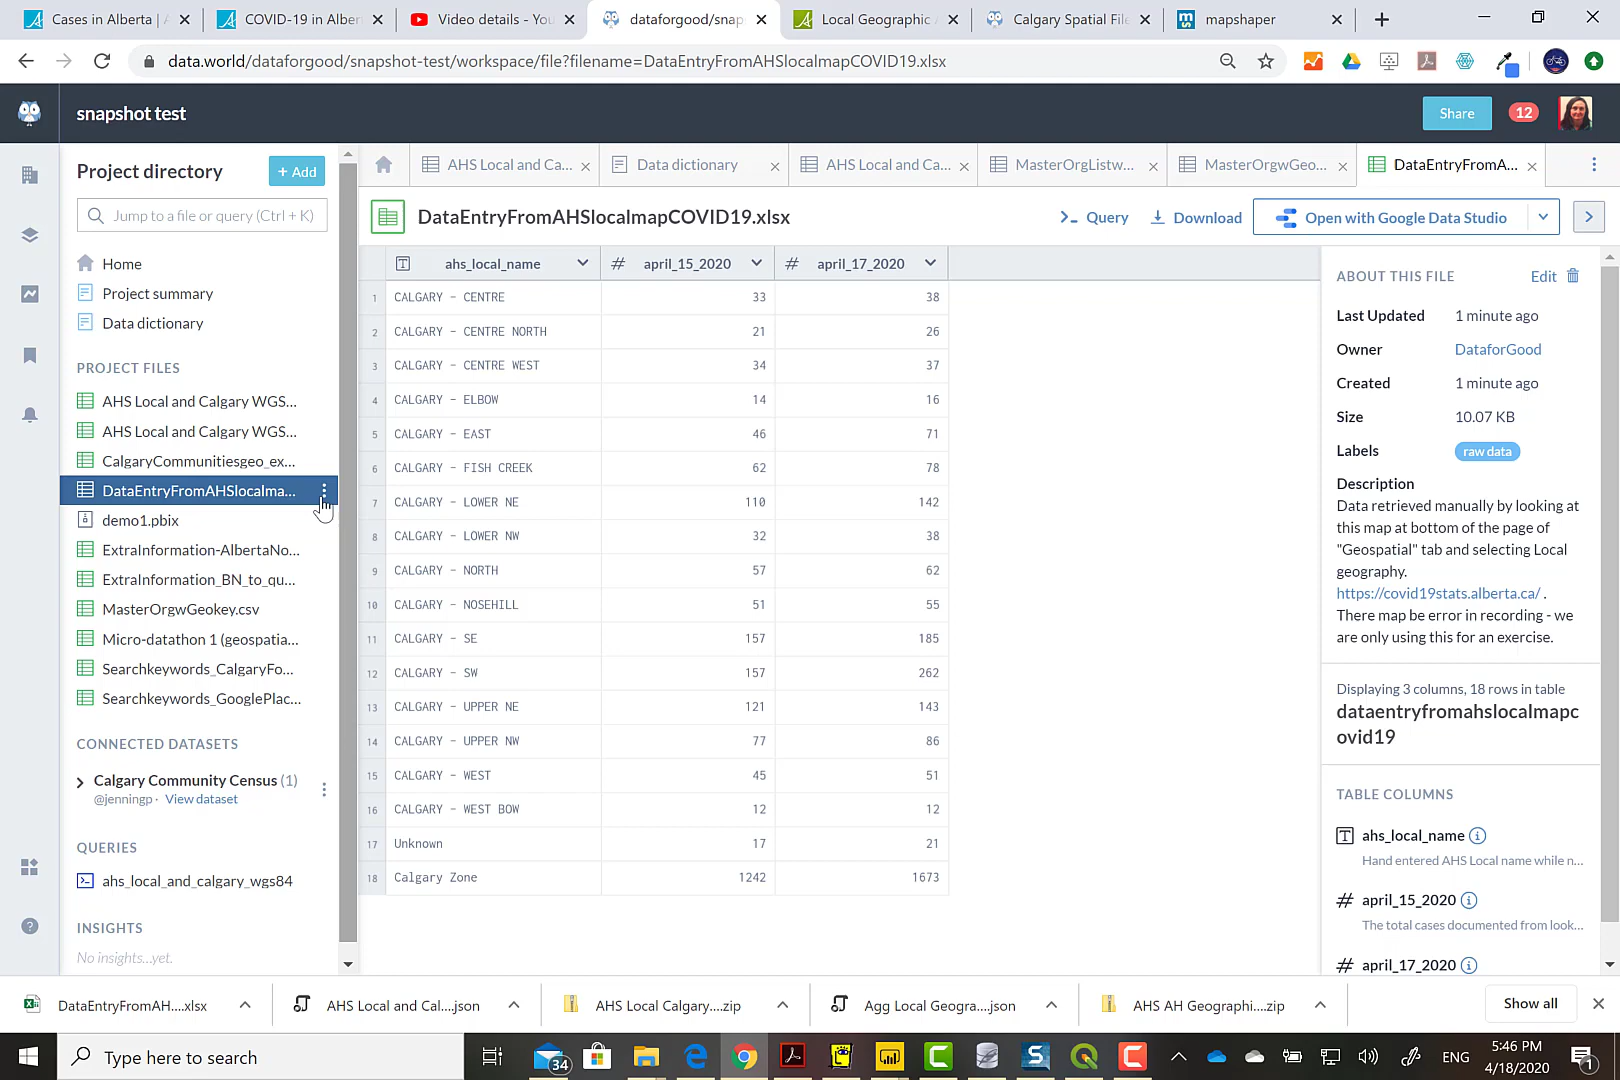 Cases in Alberta |
COVID-19 in Alber
Video details - You
dataforgood/snap
Local Geographic A
Calgary Spatial File
ms mapshaper
data.world/dataforgood/snapshot-test/workspace/file?filename=DataEntryFromAHSlocalmapCOVID19.xlsx
snapshot test
Share
12
Project directory
+ Add
Jump to a file or query (Ctrl + K)
Home
Project summary
Data dictionary
PROJECT FILES
AHS Local and Calgary WGS...
AHS Local and Calgary WGS...
CalgaryCommunitiesgeo_ex...
DataEntryFromAHSlocalma...
demo1.pbix
ExtraInformation-AlbertaNo...
ExtraInformation_BN_to_qu...
MasterOrgwGeokey.csv
Micro-datathon 1 (geospatia...
Searchkeywords_CalgaryFo...
Searchkeywords_GooglePlac...
CONNECTED DATASETS
Calgary Community Census (1)
@jenningp · View dataset
QUERIES
ahs_local_and_calgary_wgs84
INSIGHTS
No insights...yet.
AHS Local and Ca...
Data dictionary
AHS Local and Ca...
MasterOrgListw...
MasterOrgwGeo...
DataEntryFromA...
DataEntryFromAHSlocalmapCOVID19.xlsx
Query
Download
Open with Google Data Studio
T ahs_local_name # april_15_2020 # april_17_2020
1 CALGARY - CENTRE 33 38
2 CALGARY - CENTRE NORTH 21 26
3 CALGARY - CENTRE WEST 34 37
4 CALGARY - ELBOW 14 16
5 CALGARY - EAST 46 71
6 CALGARY - FISH CREEK 62 78
7 CALGARY - LOWER NE 110 142
8 CALGARY - LOWER NW 32 38
9 CALGARY - NORTH 57 62
10 CALGARY - NOSEHILL 51 55
11 CALGARY - SE 157 185
12 CALGARY - SW 157 262
13 CALGARY - UPPER NE 121 143
14 CALGARY - UPPER NW 77 86
15 CALGARY - WEST 45 51
16 CALGARY - WEST BOW 12 12
17 Unknown 17 21
18 Calgary Zone 1242 1673
ABOUT THIS FILE
Edit
Last Updated 1 minute ago
Owner DataforGood
Created 1 minute ago
Size 10.07 KB
Labels raw data
Description
Data retrieved manually by looking at
this map at bottom of the page of
"Geospatial" tab and selecting Local
geography.
https://covid19stats.alberta.ca/ .
There map be error in recording - we
are only using this for an exercise.
Displaying 3 columns, 18 rows in table
dataentryfromahslocalmapc
ovid19
TABLE COLUMNS
T ahs_local_name
Hand entered AHS Local name while n...
# april_15_2020
The total cases documented from look...
# april_17_2020
DataEntryFromAH....xlsx
AHS Local and Cal....json
AHS Local Calgary....zip
Agg Local Geogra....json
AHS AH Geographi....zip
Show all
Type here to search
34
ENG
5:46 PM
4/18/2020
1